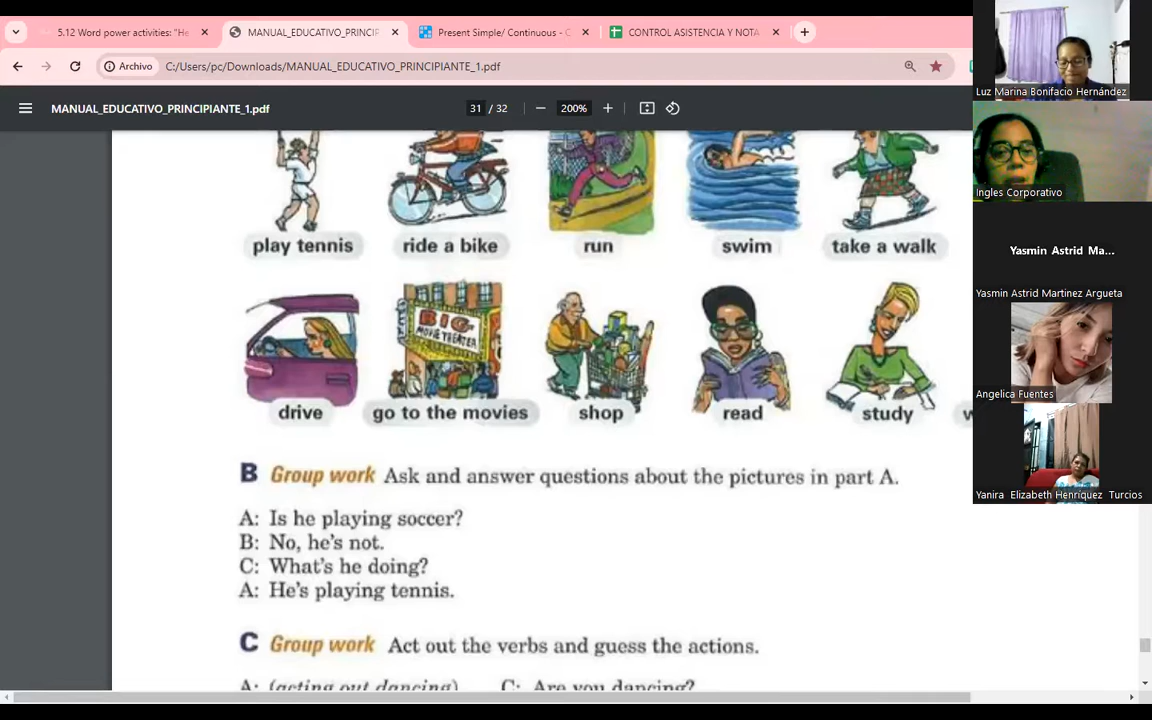 5.12 Word power activities: "He
MANUAL_EDUCATIVO_PRINCIP
Present Simple/ Continuous - C
CONTROL ASISTENCIA Y NOTA
Archivo
C:/Users/pc/Downloads/MANUAL_EDUCATIVO_PRINCIPIANTE_1.pdf
MANUAL_EDUCATIVO_PRINCIPIANTE_1.pdf
31 / 32
200%
Luz Marina Bonifacio Hernández
Ingles Corporativo
Yasmin Astrid Ma...
Yasmin Astrid Martinez Argueta
Angelica Fuentes
Yanira Elizabeth Henríquez Turcios
play tennis ride a bike run swim take a walk
BIG
MOVIE THEATER
drive go to the movies shop read study
B Group work Ask and answer questions about the pictures in part A.
A: Is he playing soccer?
B: No, he's not.
C: What's he doing?
A: He's playing tennis.
C Group work Act out the verbs and guess the actions.
A: (acting out dancing) C: Are you dancing?